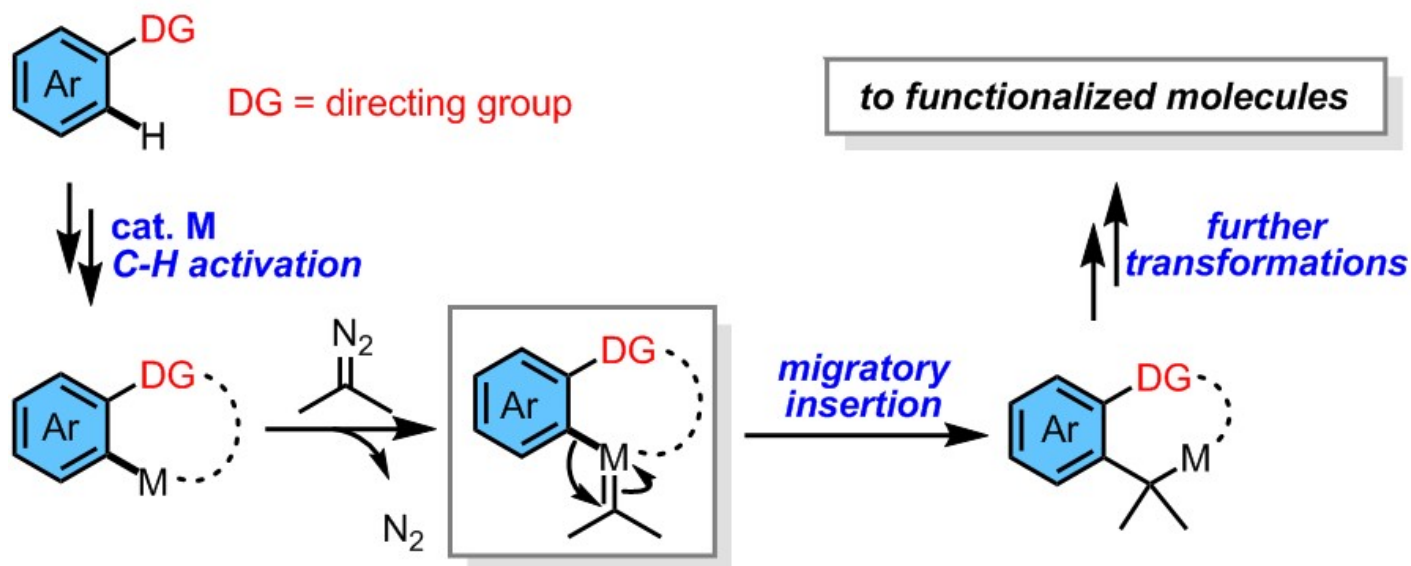 DG
Ar
H
DG = directing group
to functionalized molecules
cat. M
C-H activation
further
transformations
DG
Ar
M
N₂
N₂
DG
Ar
M
migratory
insertion
DG
Ar
M